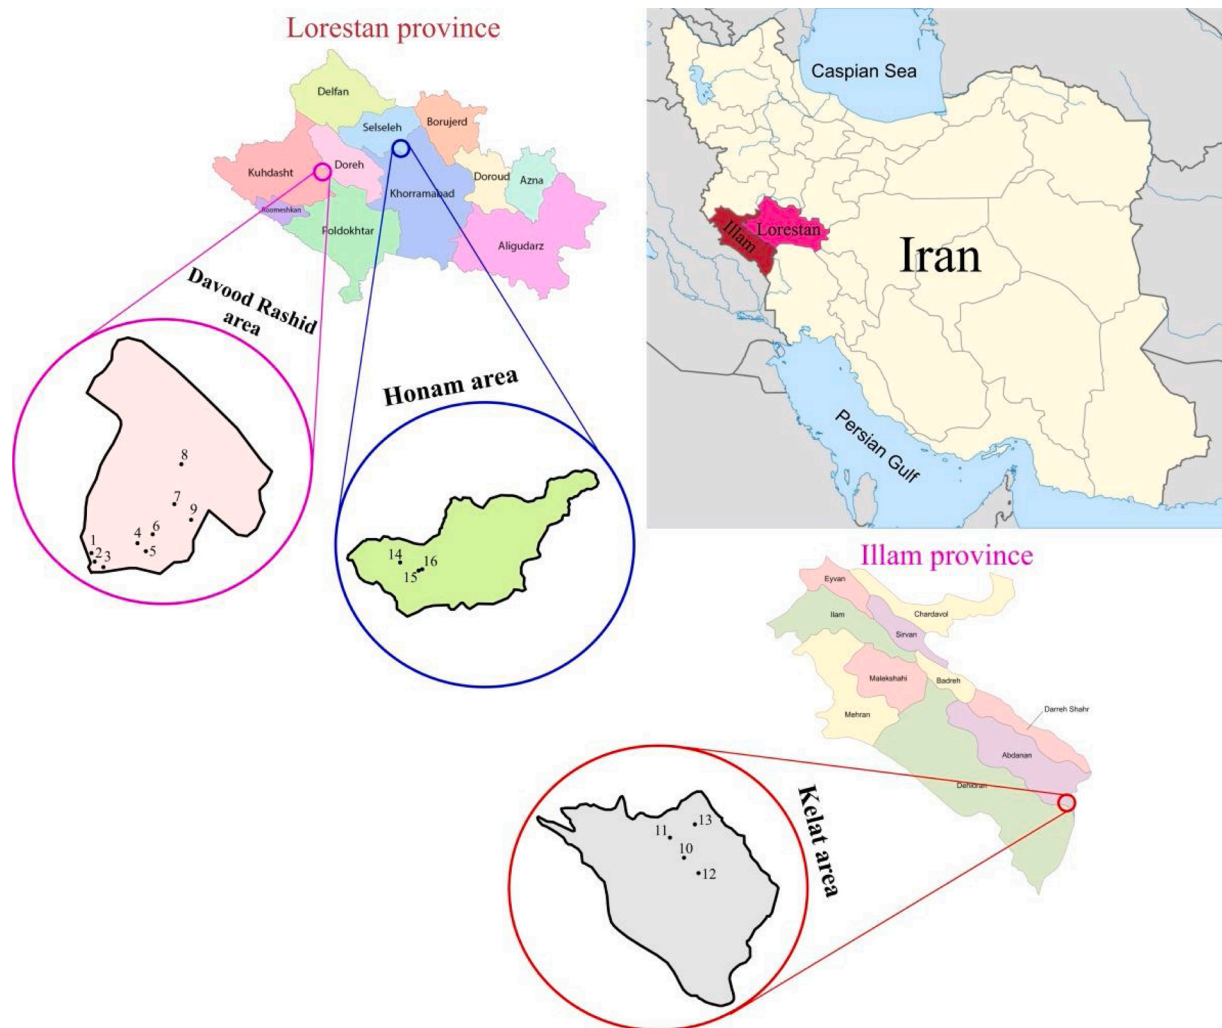 Lorestan province
Delfan
Borujerd
Selseleh
Kuhdasht
Doreh
Doroud
Azna
Khorramabad
Roomeshkan
Poldokhtar
Aligudarz
Davood Rashid
area
Honam area
8
7
9
6
4
5
1
2
3
14
16
15
Caspian Sea
Illam
Lorestan
Iran
Persian Gulf
Illam province
Eyvan
Chardavol
Ilam
Sirvan
Malekshahi
Badreh
Darreh Shahr
Mehran
Abdanan
Dehloran
Kelat area
13
11
10
12